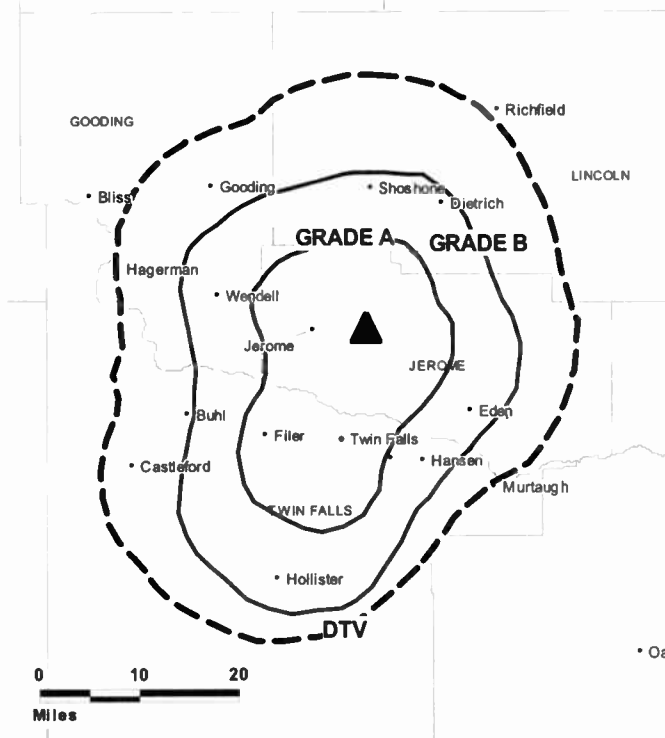 Richfield
GOODING
LINCOLN
Gooding
Shoshone
Bliss
Dietrich
GRADE A
GRADE B
Hagerman
Wendell
Jerome
JEROME
Buhl
Eden
Filer
Twin Falls
Castleford
Hansen
Murtaugh
TWIN FALLS
Hollister
DTV
Oa
0 10 20
Miles